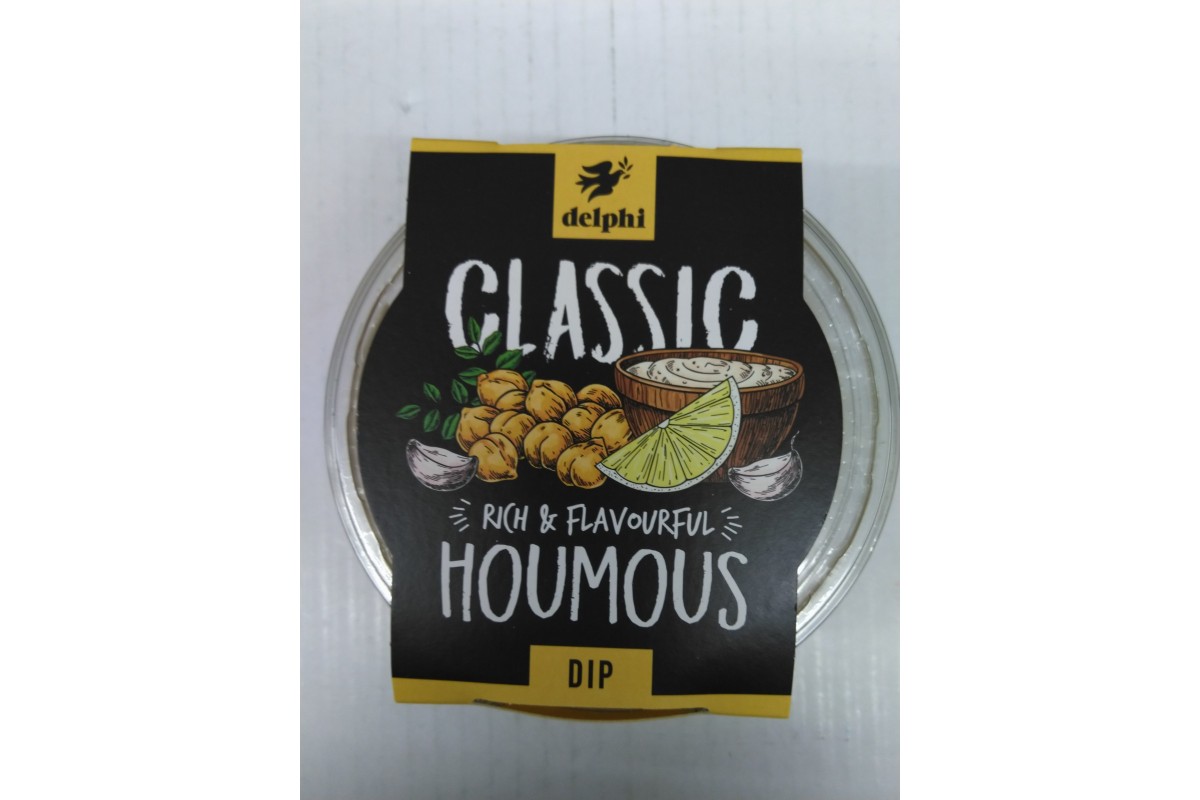 delphi
CLASSIC
RICH & FLAVOURFUL
HOUMOUS
DIP